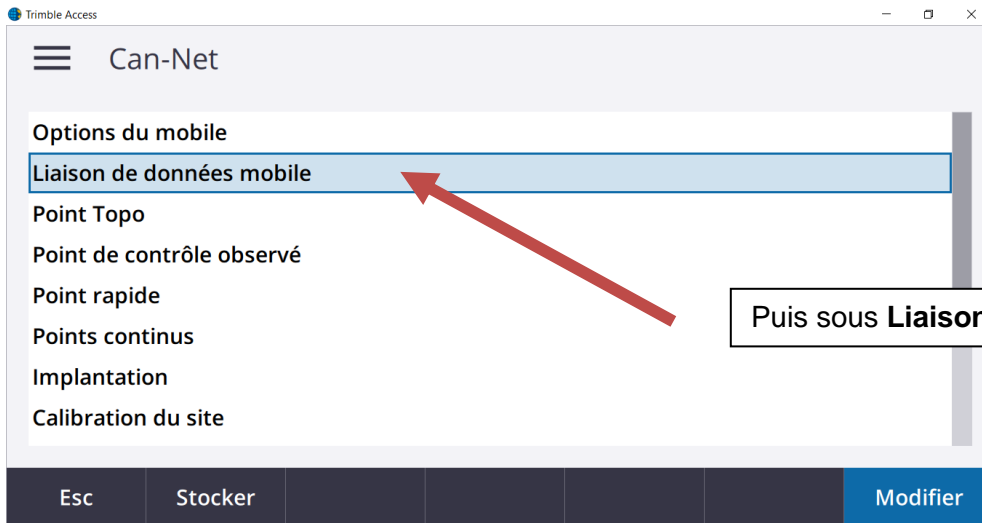 Trimble Access
Can-Net
Options du mobile
Liaison de données mobile
Point Topo
Point de contrôle observé
Point rapide
Points continus
Implantation
Calibration du site
Puis sous Liaison
Esc Stocker Modifier